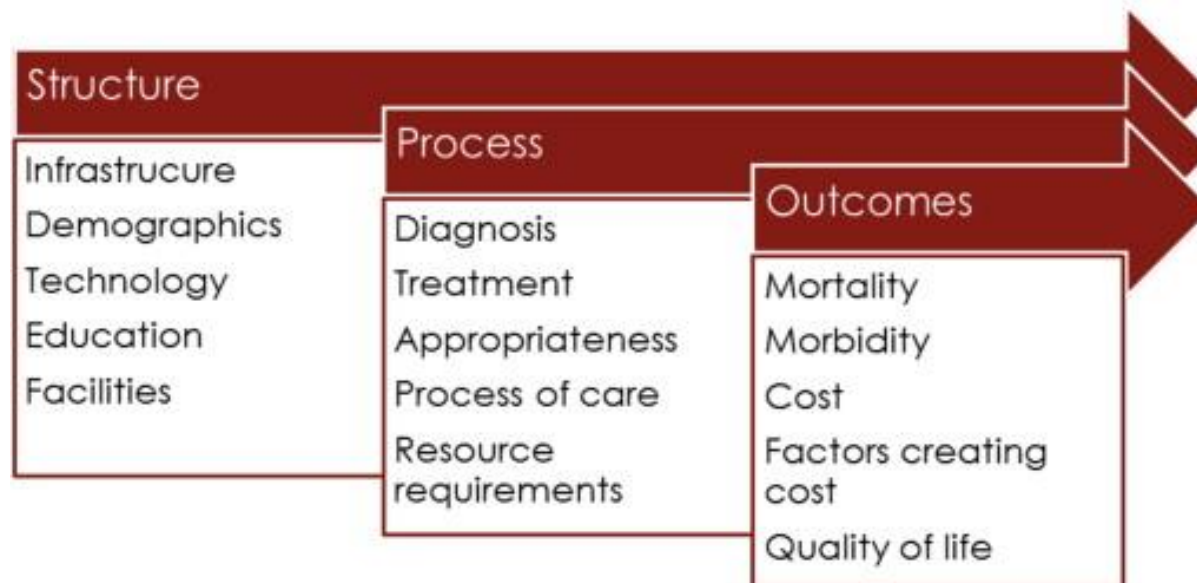 Structure
Infrastrucure
Demographics
Technology
Education
Facilities
Process
Diagnosis
Treatment
Appropriateness
Process of care
Resource
requirements
Outcomes
Mortality
Morbidity
Cost
Factors creating
cost
Quality of life